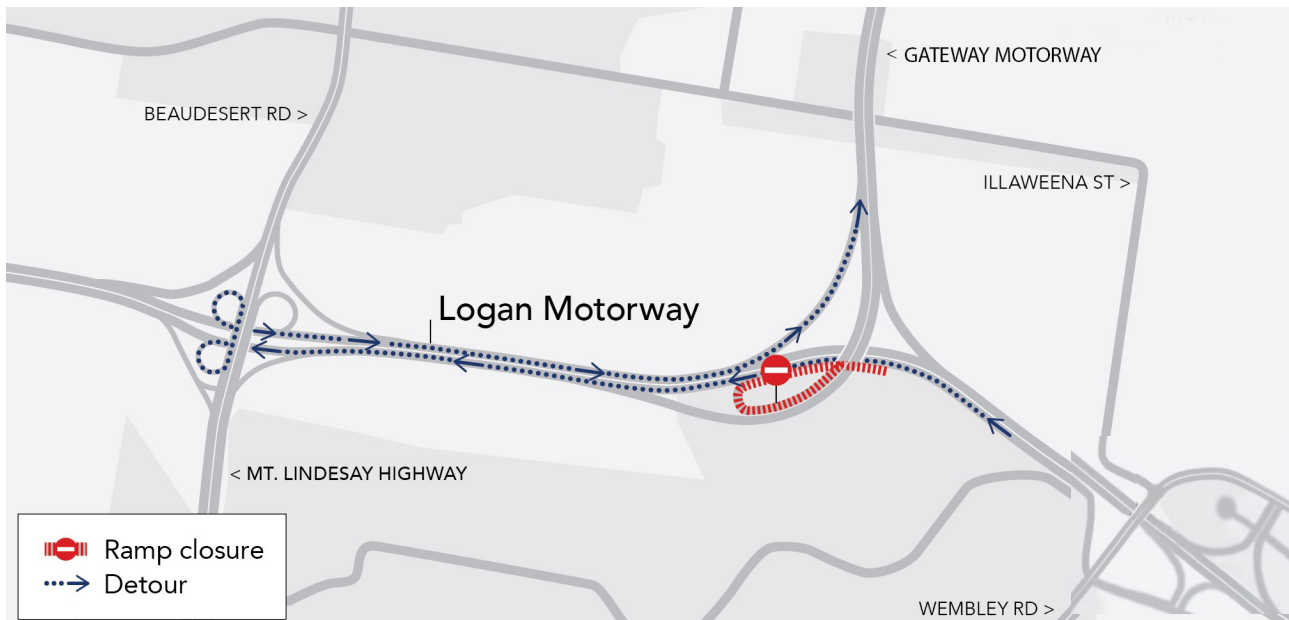 < GATEWAY MOTORWAY
BEAUDESERT RD >
ILLAWEENA ST >
Logan Motorway
< MT. LINDESAY HIGHWAY
Ramp closure
Detour
WEMBLEY RD >